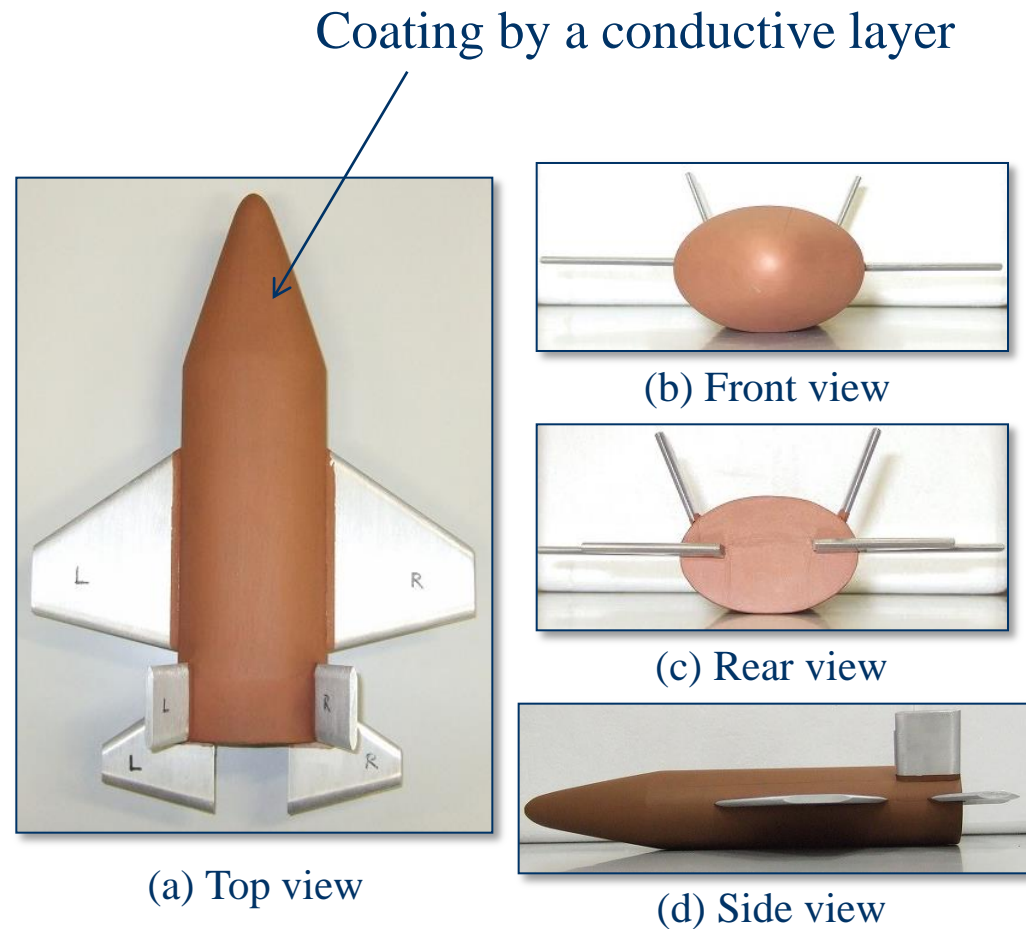 Coating by a conductive layer
L
R
L
R
L
R
(a) Top view
(b) Front view
(c) Rear view
(d) Side view